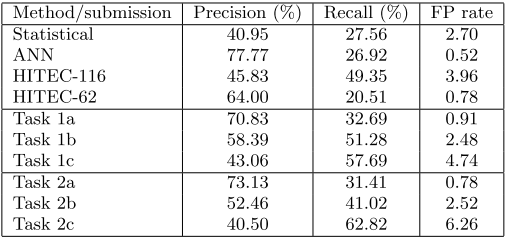 Method/submission Precision (%) Recall (%) FP rate
Statistical 40.95 27.56 2.70
ANN 77.77 26.92 0.52
HITEC-116 45.83 49.35 3.96
HITEC-62 64.00 20.51 0.78
Task 1a 70.83 32.69 0.91
Task 1b 58.39 51.28 2.48
Task 1c 43.06 57.69 4.74
Task 2a 73.13 31.41 0.78
Task 2b 52.46 41.02 2.52
Task 2c 40.50 62.82 6.26